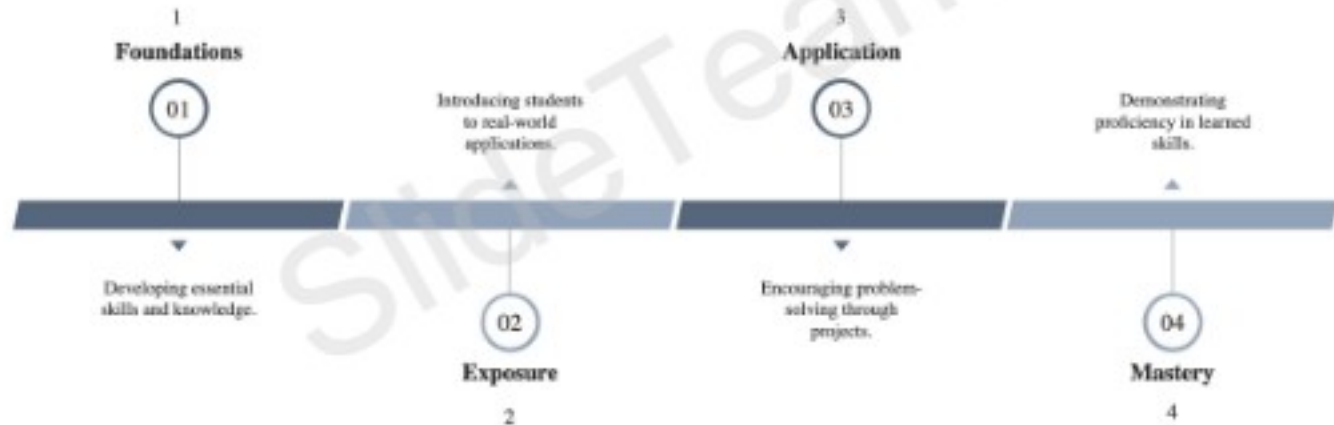 1
Foundations
01
Developing essential
skills and knowledge.
Introducing students
to real-world
applications.
02
Exposure
2
3
Application
03
Encouraging problem-
solving through
projects.
Demonstrating
proficiency in learned
skills.
04
Mastery
4
SlideTeam